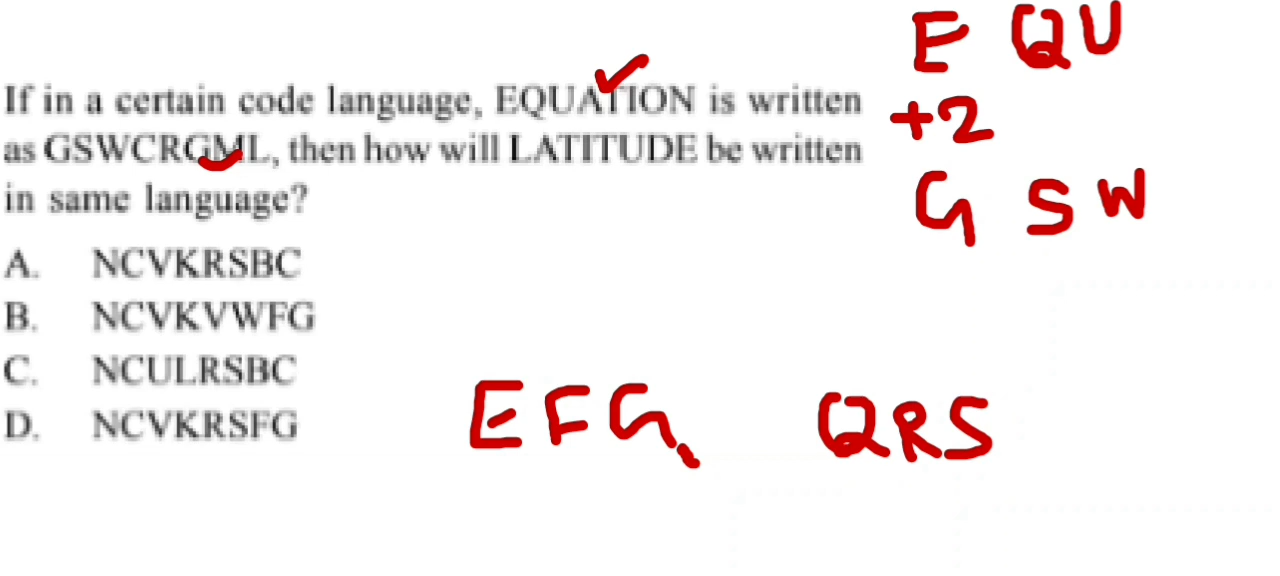 If in a certain code language, EQUATION is written
as GSWCRGML, then how will LATITUDE be written
in same language?
A. NCVKRSBC
B. NCVKVWFG
C. NCULRSBC
D. NCVKRSFG
E QU
+2
G S W
EFG, QRS